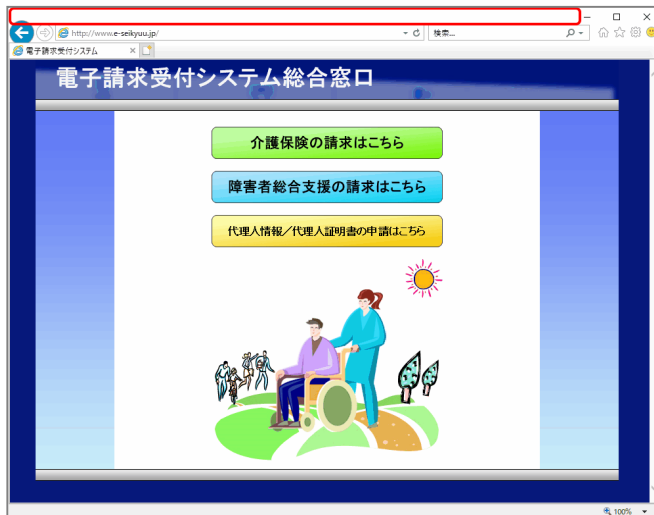 http://www.e-seikyuu.jp/
検索...
電子請求受付システム
電子請求受付システム総合窓口
介護保険の請求はこちら
障害者総合支援の請求はこちら
代理人情報／代理人証明書の申請はこちら
100%